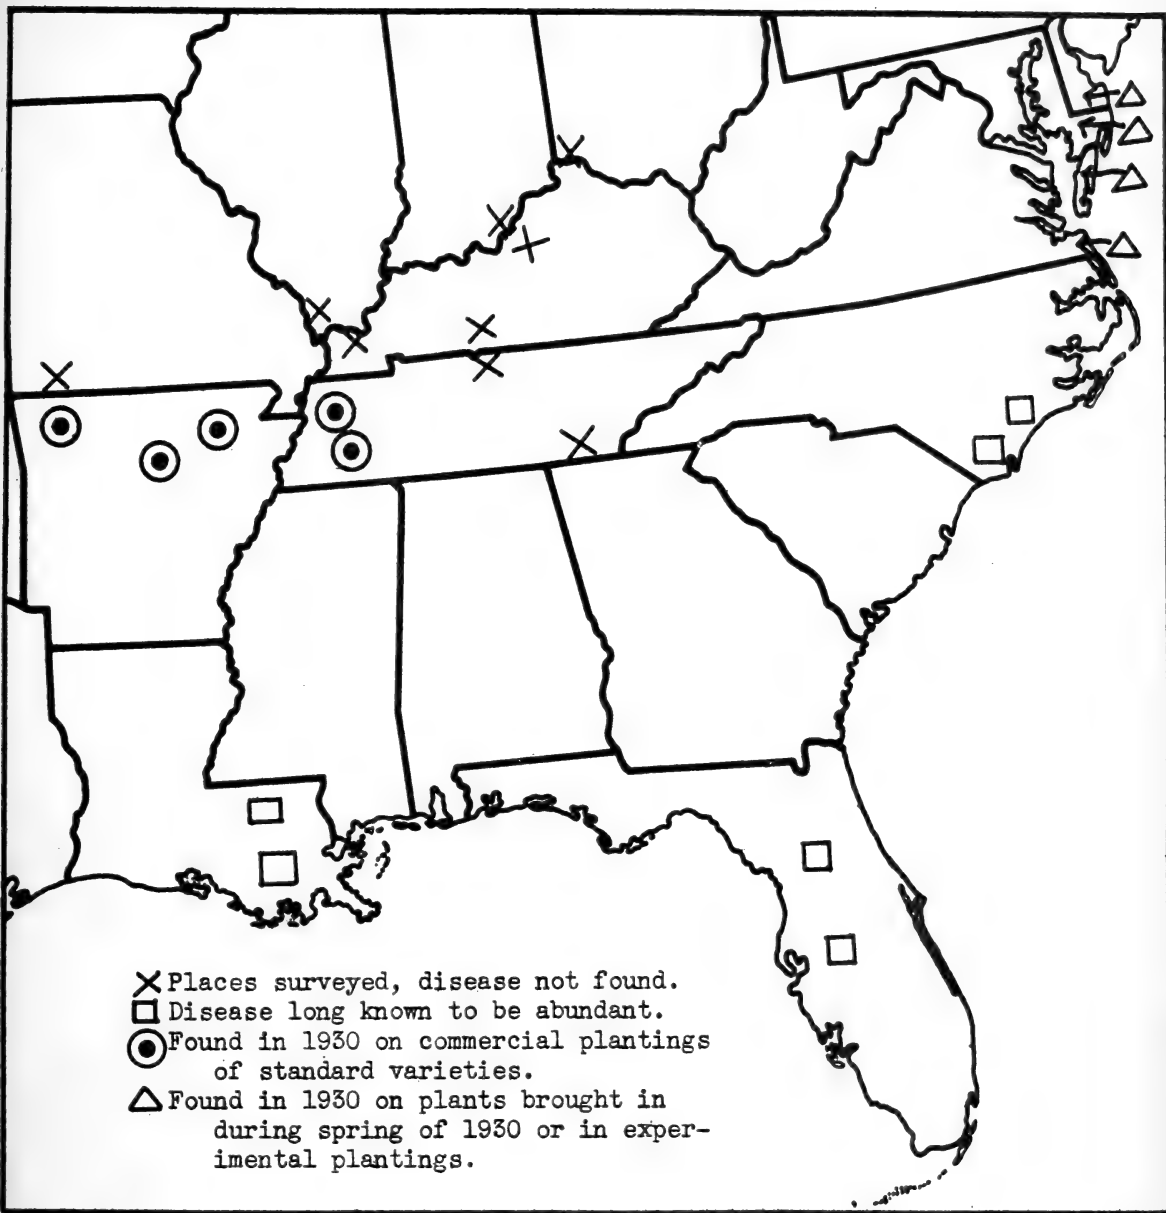 Places surveyed, disease not found.
Disease long known to be abundant.
Found in 1930 on commercial plantings
of standard varieties.
Found in 1930 on plants brought in
during spring of 1930 or in exper-
imental plantings.